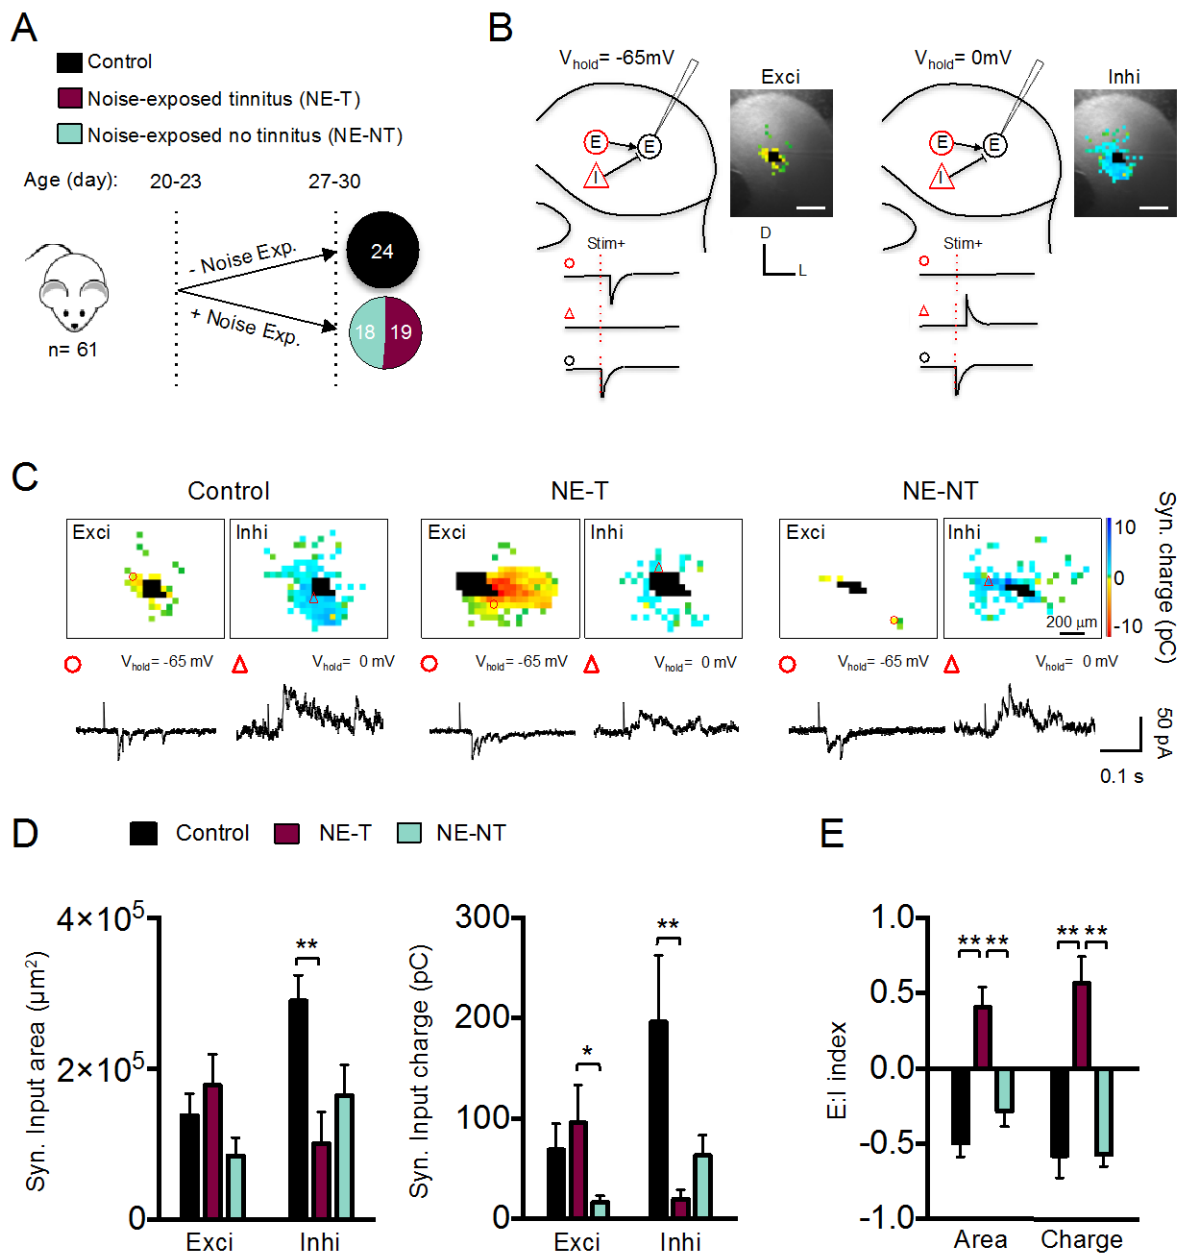 A
Control
Noise-exposed tinnitus (NE-T)
Noise-exposed no tinnitus (NE-NT)
Age (day): 20-23 27-30
- Noise Exp.
24
+ Noise Exp.
18 19
n= 61
B
Vhold= -65mV
Exci
E E
I
Stim+
D
L
Vhold= 0mV
Inhi
E E
I
Stim+
C
Control NE-T NE-NT
Exci Inhi Exci Inhi Exci Inhi
200 µm
10
0
-10
Syn. charge (pC)
Vhold= -65 mV Vhold= 0 mV Vhold= -65 mV Vhold= 0 mV Vhold= -65 mV Vhold= 0 mV
50 pA
0.1 s
D
Control NE-T NE-NT
Syn. Input area (µm²)
4×10⁵
2×10⁵
0
**
Exci Inhi
Syn. Input charge (pC)
300
200
100
0
*
**
Exci Inhi
E
E:I index
1.0
0.5
0.0
-0.5
-1.0
** ** ** **
Area Charge